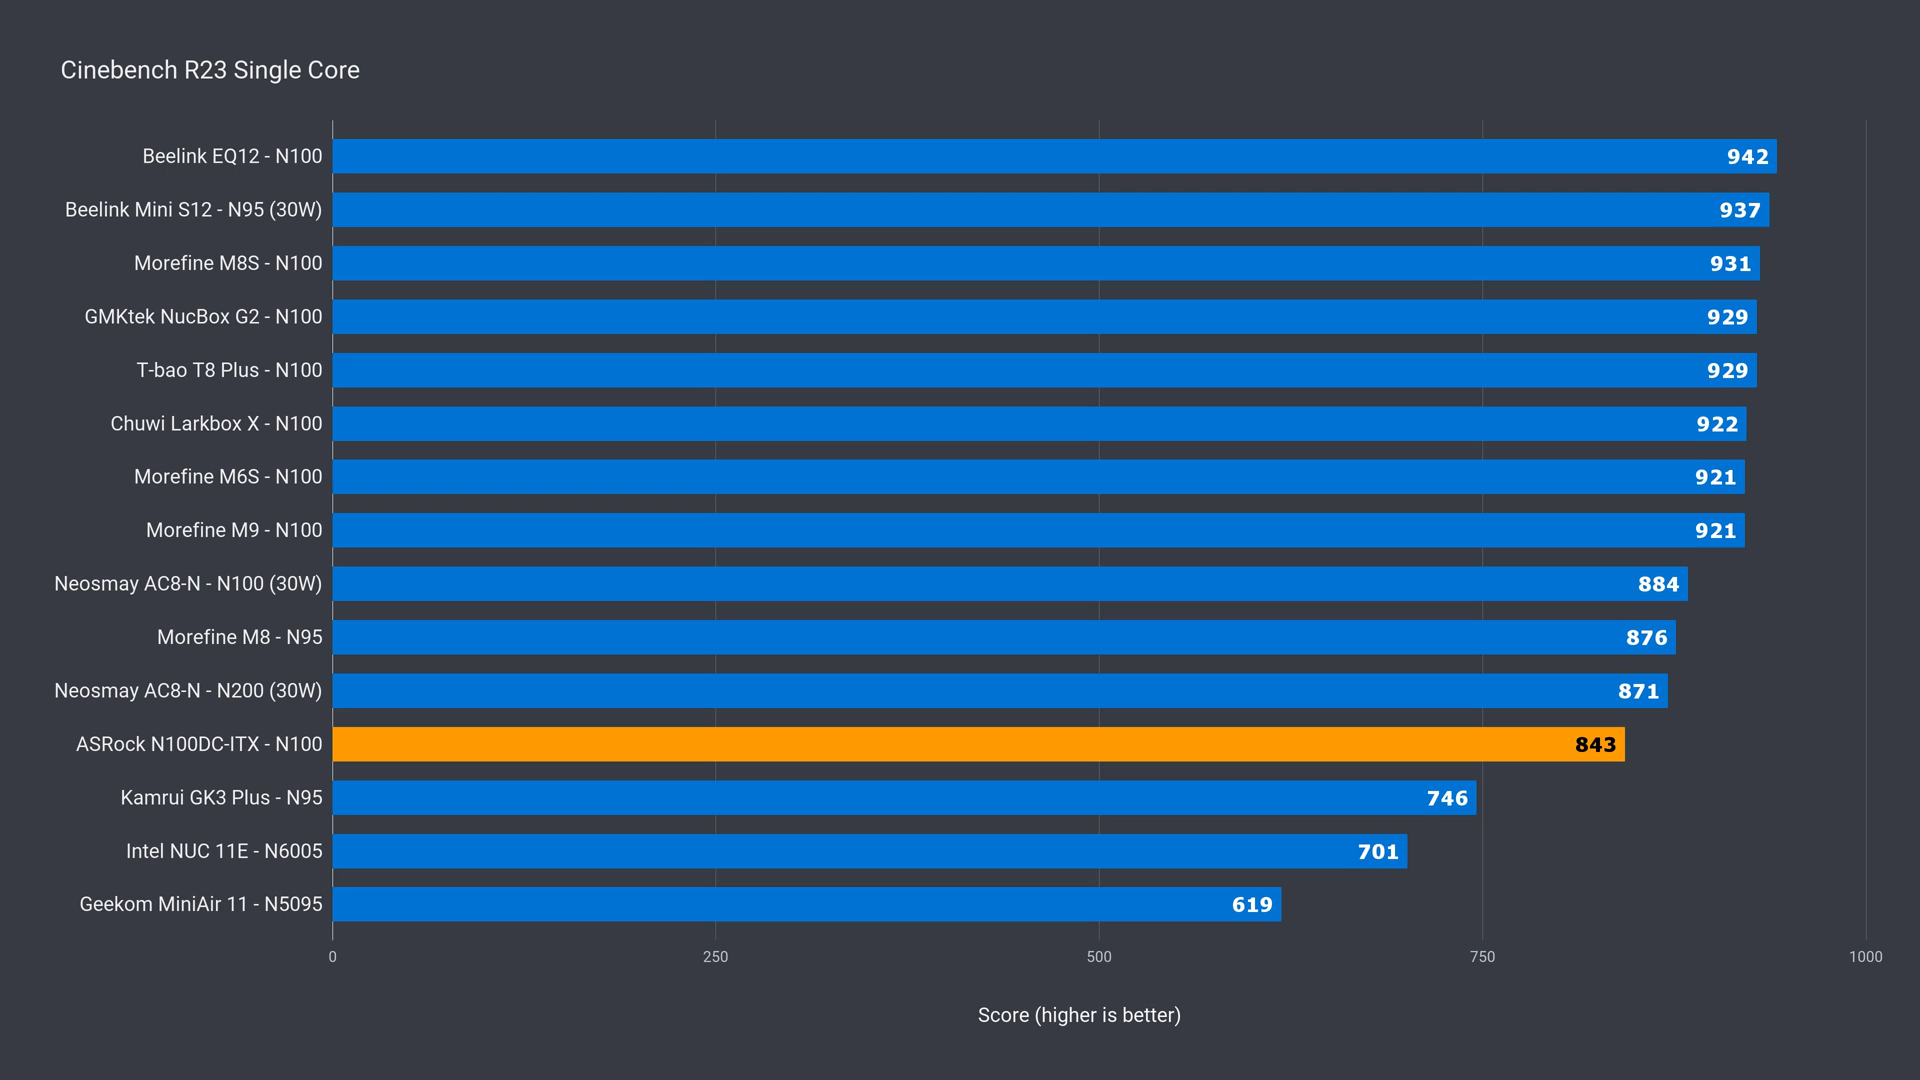 Cinebench R23 Single Core
Beelink EQ12 - N100 942
Beelink Mini S12 - N95 (30W) 937
Morefine M8S - N100 931
GMKtek NucBox G2 - N100 929
T-bao T8 Plus - N100 929
Chuwi Larkbox X - N100 922
Morefine M6S - N100 921
Morefine M9 - N100 921
Neosmay AC8-N - N100 (30W) 884
Morefine M8 - N95 876
Neosmay AC8-N - N200 (30W) 871
ASRock N100DC-ITX - N100 843
Kamrui GK3 Plus - N95 746
Intel NUC 11E - N6005 701
Geekom MiniAir 11 - N5095 619
0 250 500 750 1000
Score (higher is better)